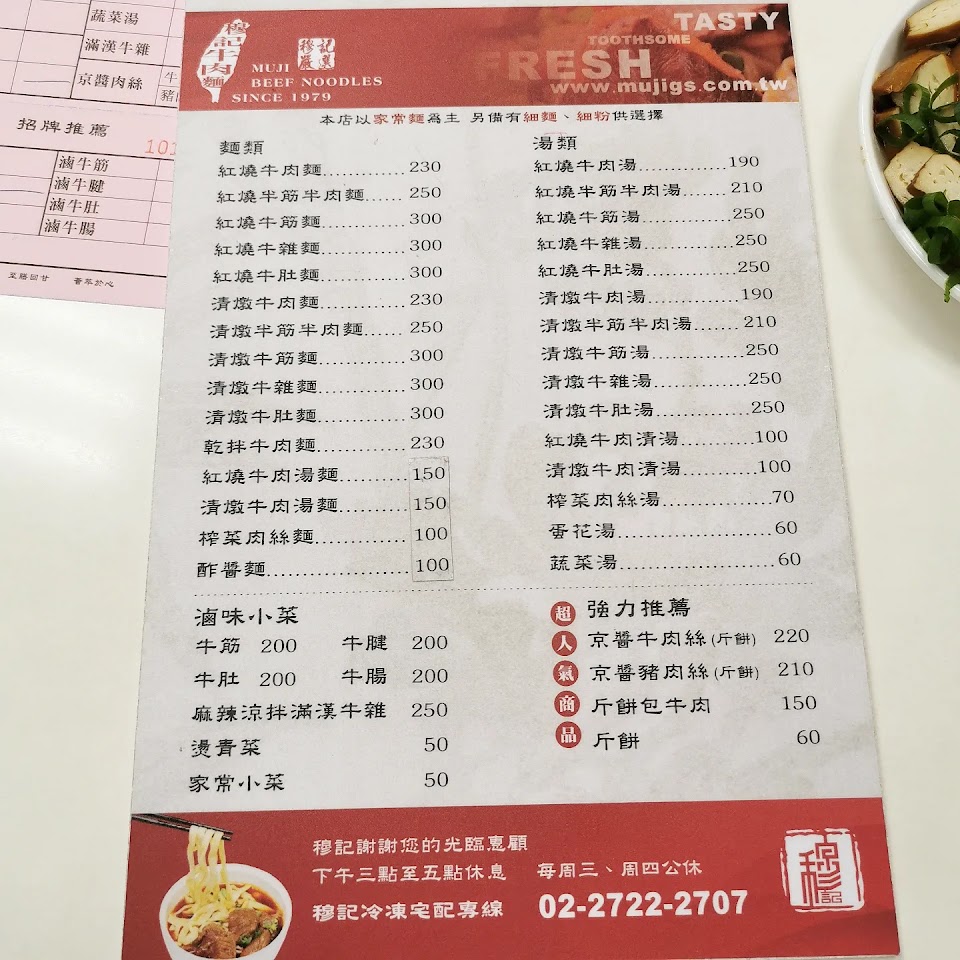 蔬菜湯
滿漢牛雜
京醬肉絲
牛
招牌推薦
101
滷牛筋
滷牛腱
滷牛肚
滷牛腸
薈萃於心
穆記牛肉麵
穆記
MUJI
BEEF NOODLES
SINCE 1979
TASTY
TOOTHSOME
FRESH
www.mujigs.com.tw
本店以家常麵為主 另備有細麵、細粉供選擇
麵類
紅燒牛肉麵............230
紅燒半筋半肉麵......250
紅燒牛筋麵............300
紅燒牛雜麵............300
紅燒牛肚麵............300
清燉牛肉麵............230
清燉半筋半肉麵......250
清燉牛筋麵............300
清燉牛雜麵............300
清燉牛肚麵............300
乾拌牛肉麵............230
紅燒牛肉湯麵.........150
清燉牛肉湯麵.........150
榨菜肉絲麵............100
酢醬麵..................100
湯類
紅燒牛肉湯............190
紅燒半筋半肉湯.......210
紅燒牛筋湯............250
紅燒牛雜湯............250
紅燒牛肚湯............250
清燉牛肉湯............190
清燉半筋半肉湯.......210
清燉牛筋湯............250
清燉牛雜湯............250
清燉牛肚湯............250
紅燒牛肉清湯..........100
清燉牛肉清湯..........100
榨菜肉絲湯..............70
蛋花湯....................60
蔬菜湯....................60
滷味小菜
牛筋 200 牛腱 200
牛肚 200 牛腸 200
麻辣涼拌滿漢牛雜 250
燙青菜 50
家常小菜 50
超人氣商品
強力推薦
京醬牛肉絲(斤餅) 220
京醬豬肉絲(斤餅) 210
斤餅包牛肉 150
斤餅 60
穆記謝謝您的光臨惠顧
下午三點至五點休息 每周三、周四公休
穆記冷凍宅配專線 02-2722-2707
穆記